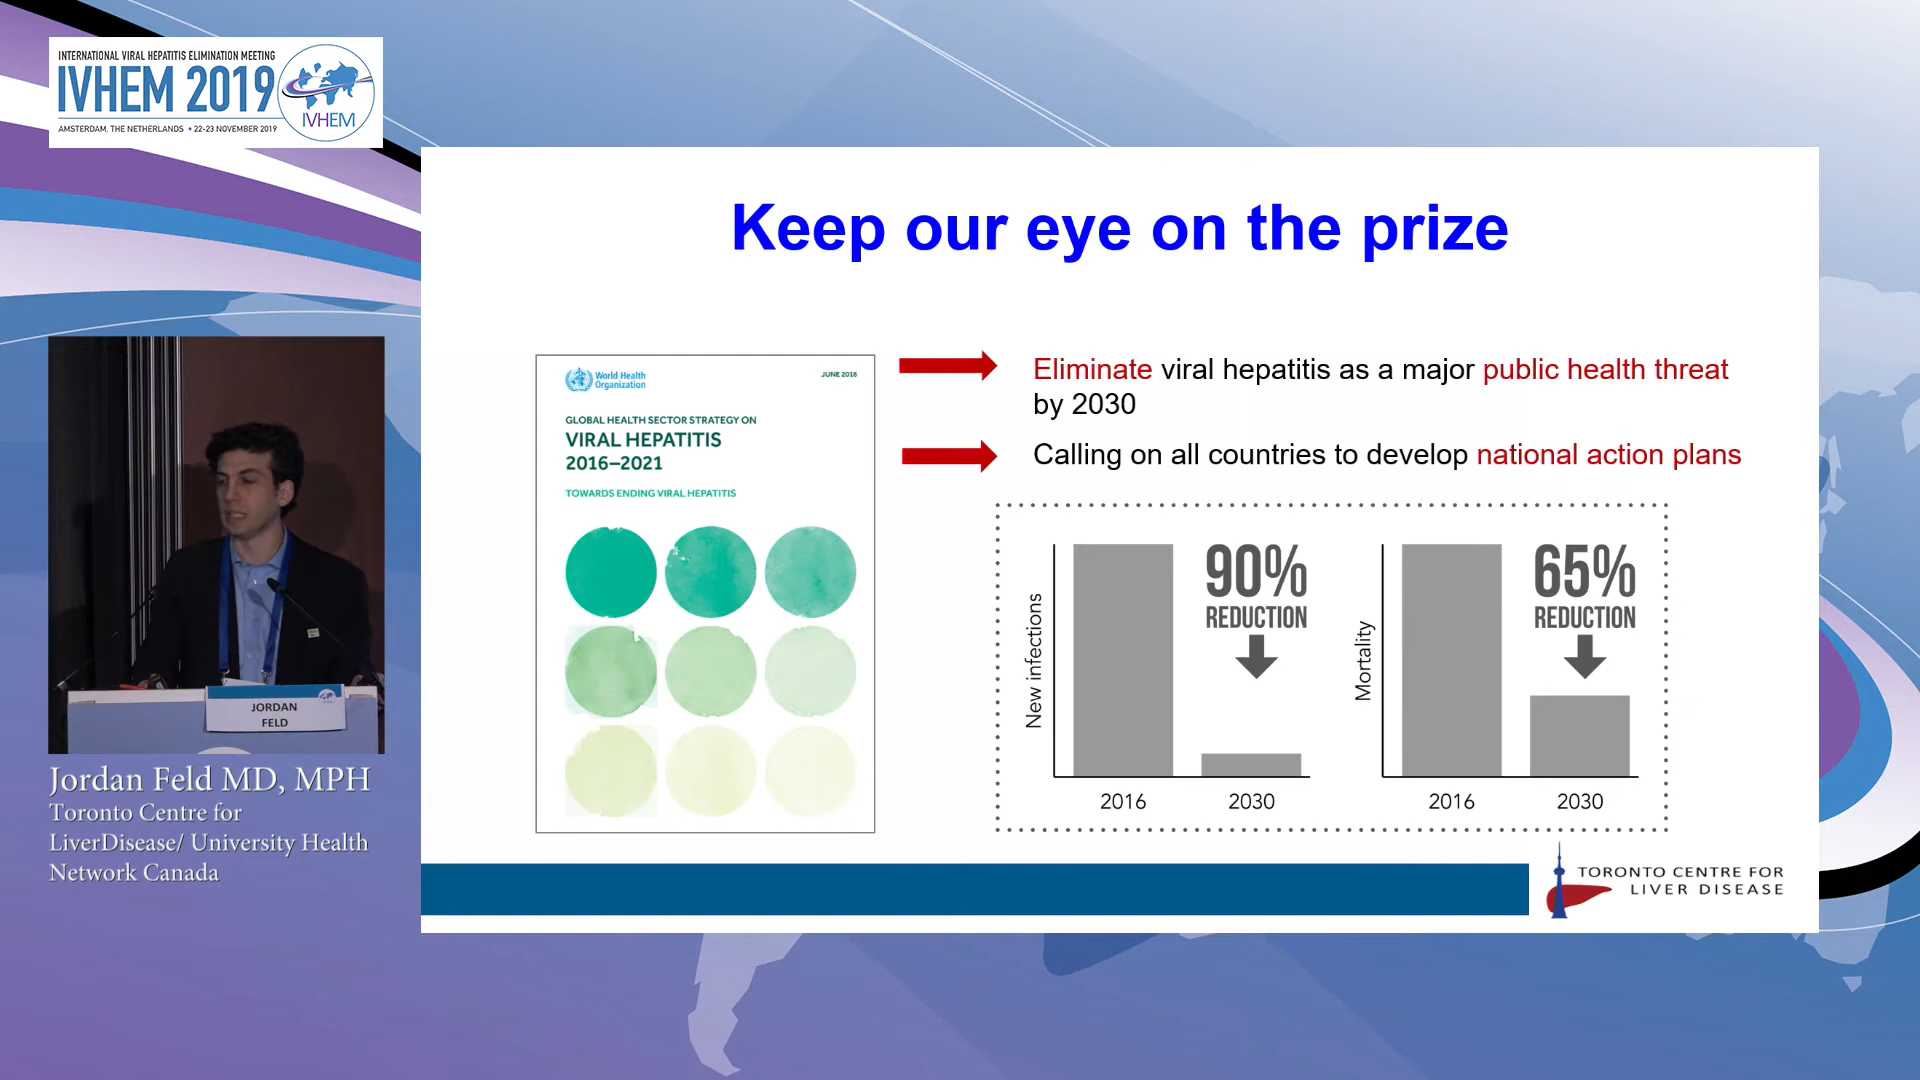 INTERNATIONAL VIRAL HEPATITIS ELIMINATION MEETING
IVHEM 2019
IVHEM
AMSTERDAM, THE NETHERLANDS • 22-23 NOVEMBER 2019
Keep our eye on the prize
World Health
Organization
JUNE 2016
GLOBAL HEALTH SECTOR STRATEGY ON
VIRAL HEPATITIS
2016–2021
TOWARDS ENDING VIRAL HEPATITIS
Eliminate viral hepatitis as a major public health threat
by 2030
Calling on all countries to develop national action plans
New infections
90%
REDUCTION
2016
2030
Mortality
65%
REDUCTION
2016
2030
JORDAN
FELD
Jordan Feld MD, MPH
Toronto Centre for
LiverDisease/ University Health
Network Canada
TORONTO CENTRE FOR
LIVER DISEASE